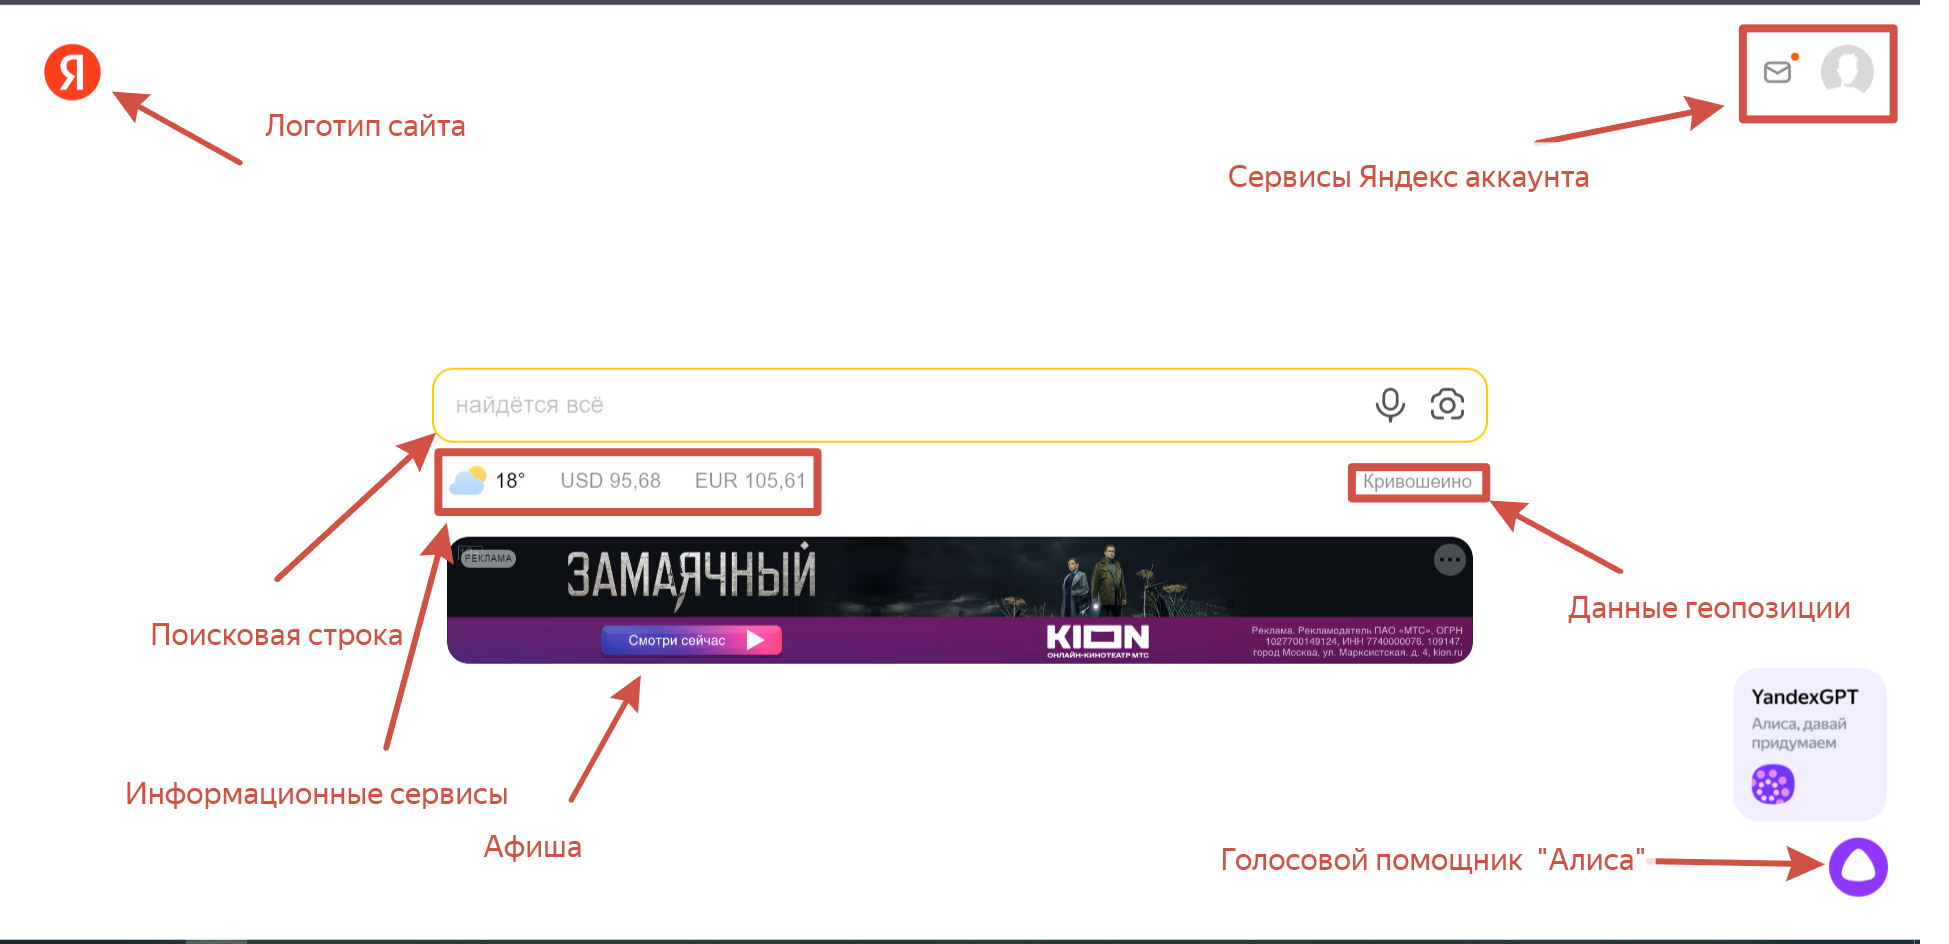 Я
Логотип сайта
Сервисы Яндекс аккаунта
найдётся всё
18°
USD 95,68
EUR 105,61
Кривошеино
РЕКЛАМА
ЗАМАЯЧНЫЙ
Смотри сейчас
KION
ОНЛАЙН-КИНОТЕАТР МТС
Реклама. Рекламодатель ПАО «МТС», ОГРН
1027700149124, ИНН 7740000076, 109147,
город Москва, ул. Марксистская, д. 4, kion.ru
Данные геопозиции
Поисковая строка
YandexGPT
Алиса, давай
придумаем
Информационные сервисы
Афиша
Голосовой помощник "Алиса"